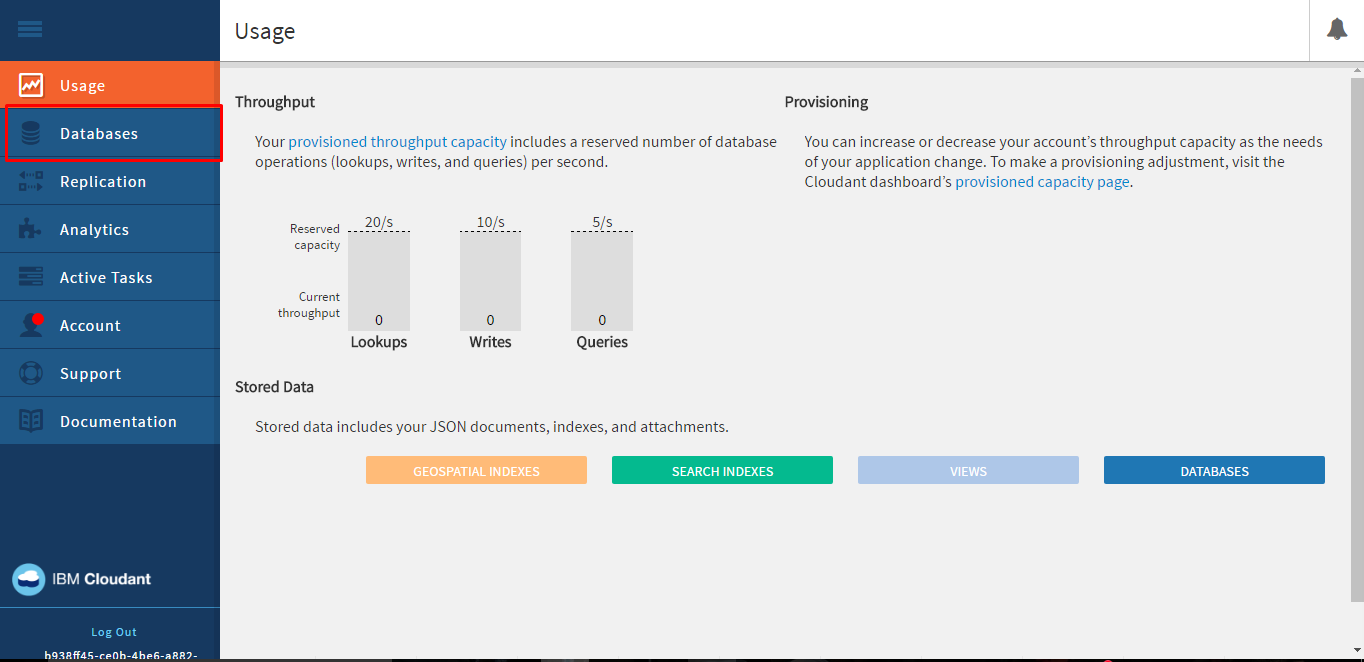 Usage
Usage
Databases
Replication
Analytics
Active Tasks
Account
Support
Documentation
IBM Cloudant
Log Out
b938ff45-ce0b-4be6-a882-
Throughput
Your provisioned throughput capacity includes a reserved number of database
operations (lookups, writes, and queries) per second.
Reserved
capacity
20/s
10/s
5/s
Current
throughput
0
0
0
Lookups
Writes
Queries
Provisioning
You can increase or decrease your account’s throughput capacity as the needs
of your application change. To make a provisioning adjustment, visit the
Cloudant dashboard’s provisioned capacity page.
Stored Data
Stored data includes your JSON documents, indexes, and attachments.
GEOSPATIAL INDEXES
SEARCH INDEXES
VIEWS
DATABASES